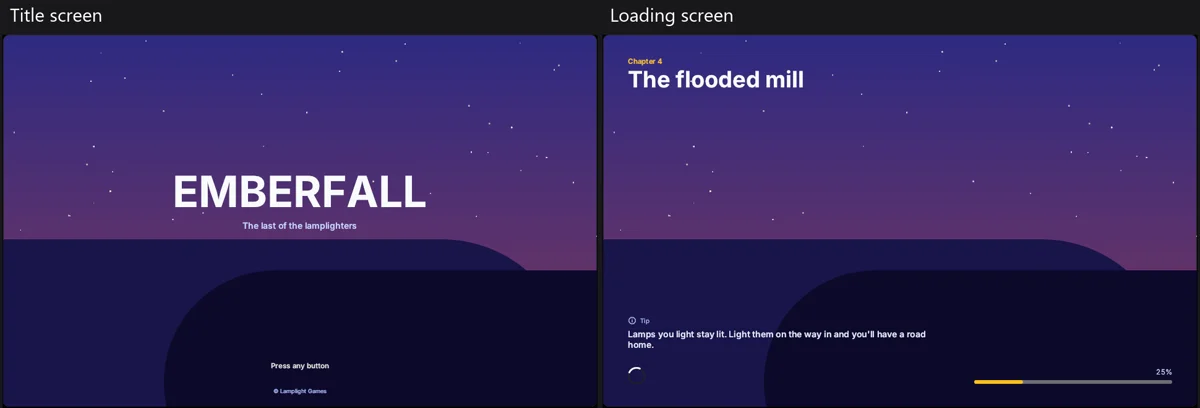 Title screen
Loading screen
EMBERFALL
The last of the lamplighters
Press any button
© Lamplight Games
Chapter 4
The flooded mill
Tip
Lamps you light stay lit. Light them on the way in and you'll have a road
home.
25%